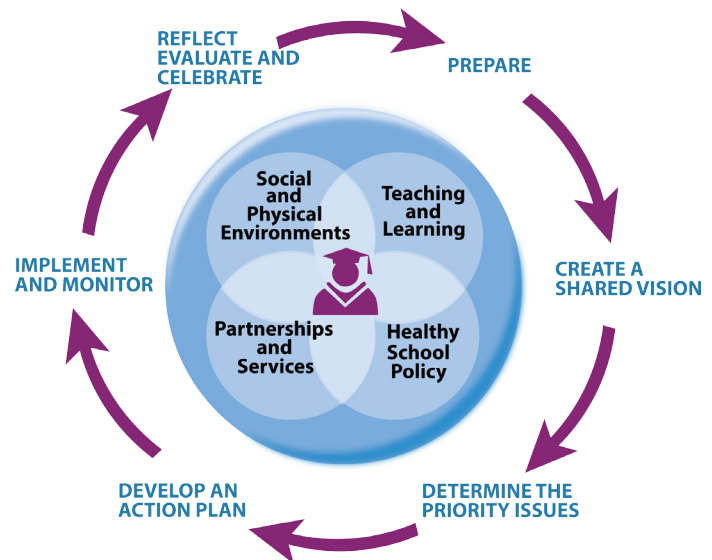 REFLECT
EVALUATE AND
CELEBRATE
PREPARE
CREATE A
SHARED VISION
DETERMINE THE
PRIORITY ISSUES
DEVELOP AN
ACTION PLAN
IMPLEMENT
AND MONITOR
Social
and
Physical
Environments
Teaching
and
Learning
Partnerships
and
Services
Healthy
School
Policy